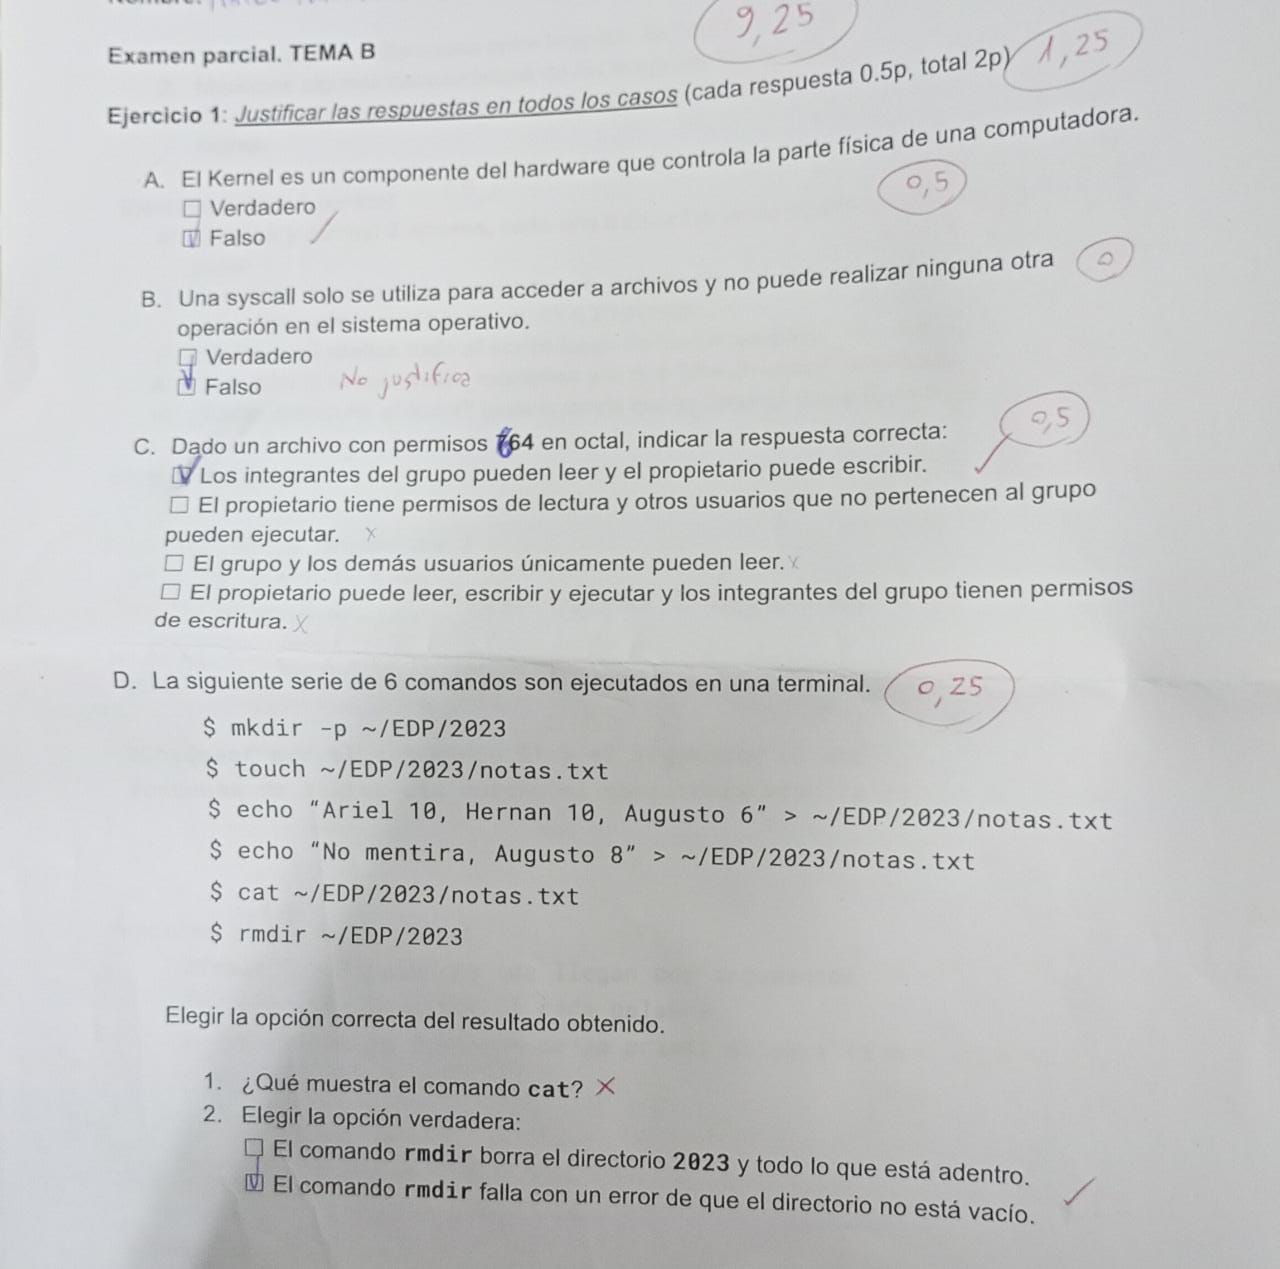 9,25
Examen parcial. TEMA B
Ejercicio 1: Justificar las respuestas en todos los casos (cada respuesta 0.5p, total 2p) 1,25
A. El Kernel es un componente del hardware que controla la parte física de una computadora.
0,5
☐ Verdadero
☑ Falso
B. Una syscall solo se utiliza para acceder a archivos y no puede realizar ninguna otra 0
operación en el sistema operativo.
☐ Verdadero
☑ Falso No justifica
C. Dado un archivo con permisos 64 en octal, indicar la respuesta correcta: 0,5
☑ Los integrantes del grupo pueden leer y el propietario puede escribir.
☐ El propietario tiene permisos de lectura y otros usuarios que no pertenecen al grupo
pueden ejecutar. X
☐ El grupo y los demás usuarios únicamente pueden leer. X
☐ El propietario puede leer, escribir y ejecutar y los integrantes del grupo tienen permisos
de escritura. X
D. La siguiente serie de 6 comandos son ejecutados en una terminal. 0,25
$ mkdir -p ~/EDP/2023
$ touch ~/EDP/2023/notas.txt
$ echo “Ariel 10, Hernan 10, Augusto 6” > ~/EDP/2023/notas.txt
$ echo “No mentira, Augusto 8” > ~/EDP/2023/notas.txt
$ cat ~/EDP/2023/notas.txt
$ rmdir ~/EDP/2023
Elegir la opción correcta del resultado obtenido.
1. ¿Qué muestra el comando cat? X
2. Elegir la opción verdadera:
☐ El comando rmdir borra el directorio 2023 y todo lo que está adentro.
☑ El comando rmdir falla con un error de que el directorio no está vacío.